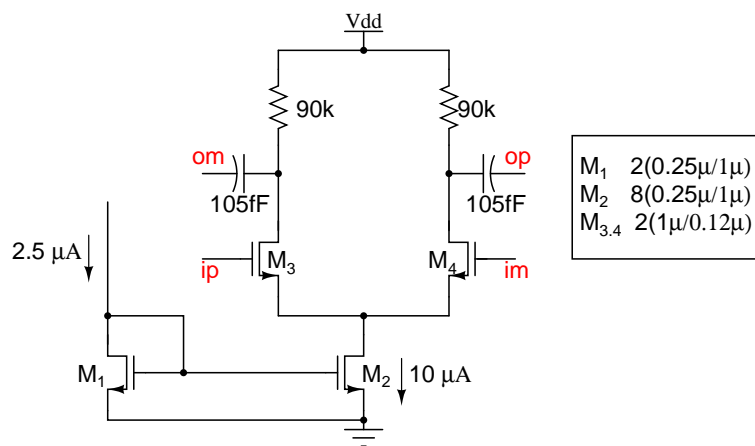 Vdd
90k
90k
om
op
105fF
105fF
M₁ 2(0.25μ/1μ)
M₂ 8(0.25μ/1μ)
M₃.₄ 2(1μ/0.12μ)
2.5 μA
ip
M₃
M₄
im
M₁
M₂
10 μA